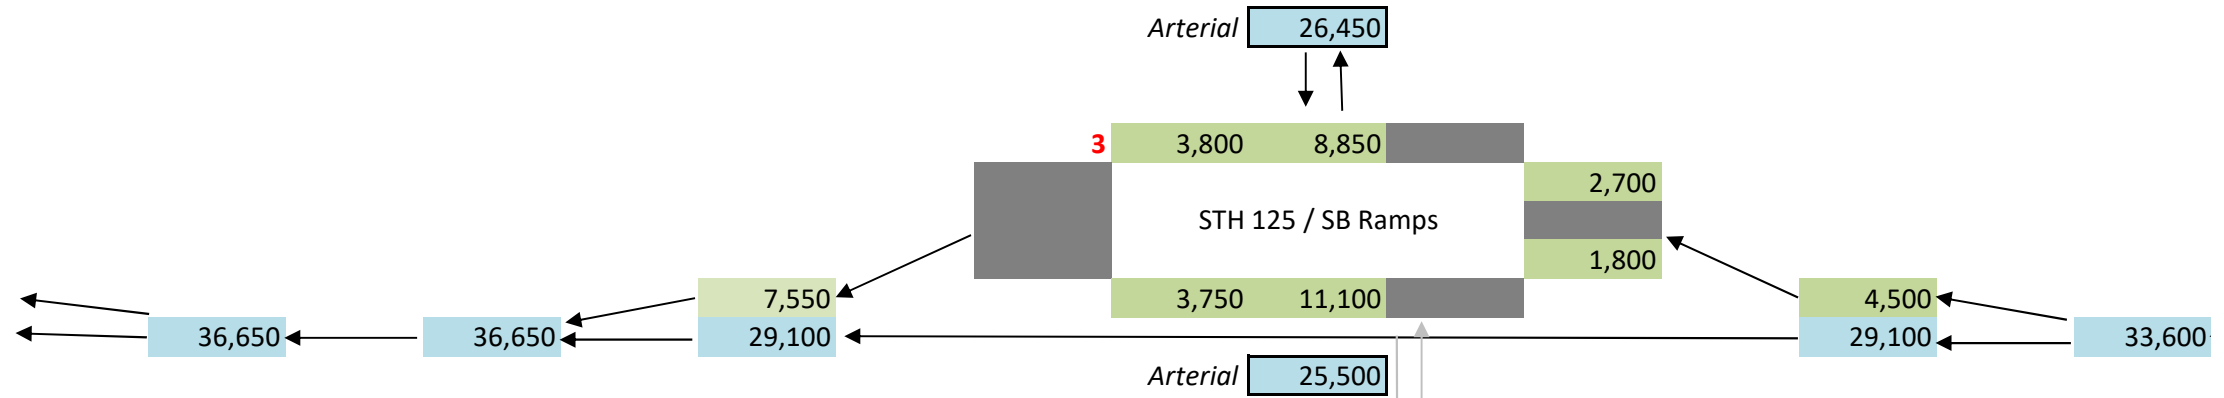 Arterial 26,450
3 3,800 8,850
2,700
STH 125 / SB Ramps
1,800
7,550 3,750 11,100 4,500
36,650 36,650 29,100 29,100 33,600
Arterial 25,500